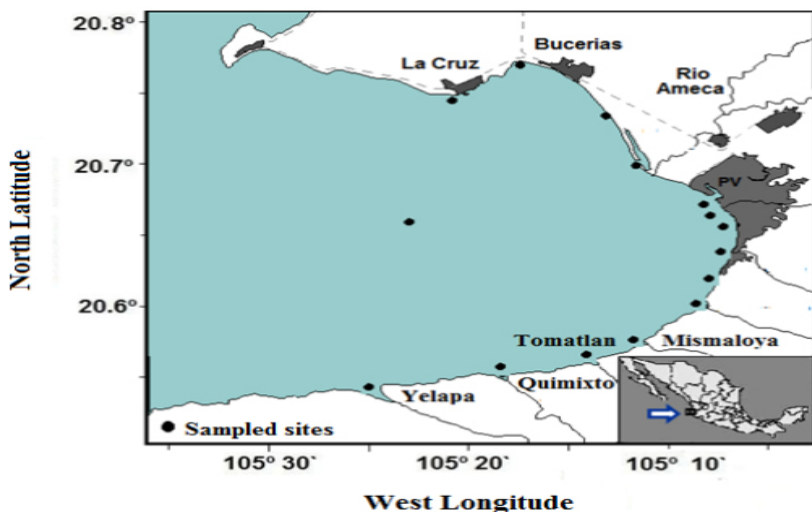 20.8°
La Cruz
Bucerias
Rio
Ameca
20.7°
PV
North Latitude
20.6°
Tomatlan
Mismaloya
Quimixto
Yelapa
Sampled sites
105° 30`
105° 20`
105° 10`
West Longitude